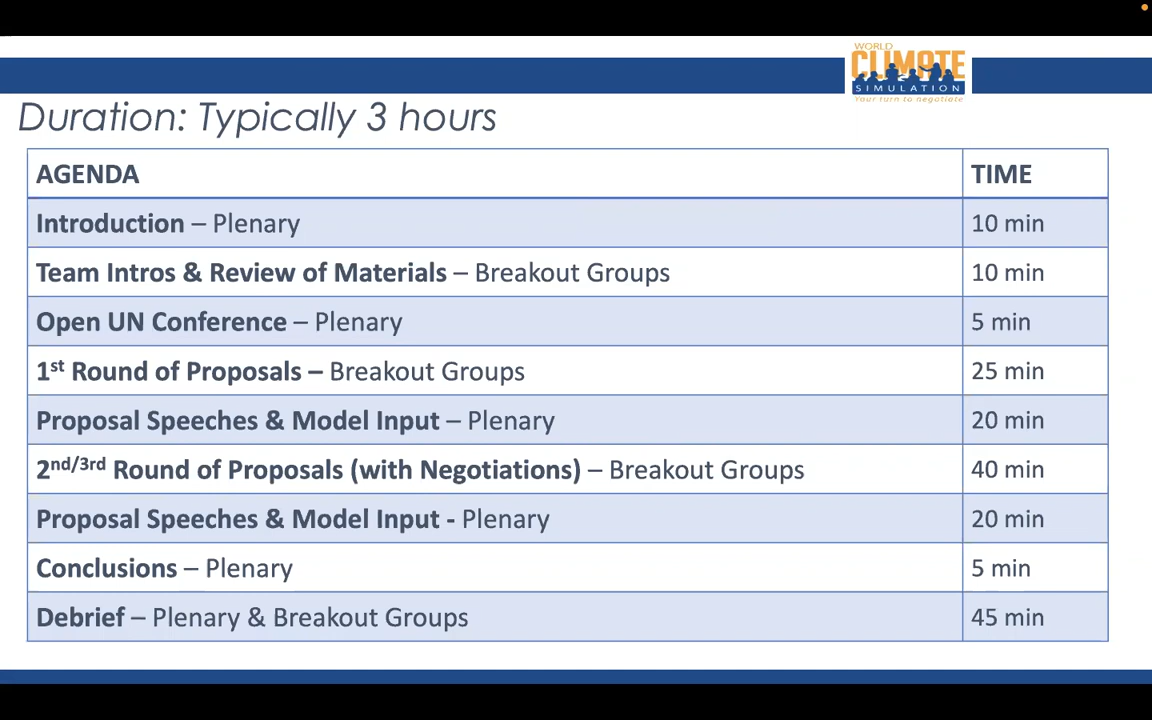 WORLD
CLIMATE
SIMULATION
Your turn to negotiate
Duration: Typically 3 hours
AGENDA TIME
Introduction – Plenary 10 min
Team Intros & Review of Materials – Breakout Groups 10 min
Open UN Conference – Plenary 5 min
1st Round of Proposals – Breakout Groups 25 min
Proposal Speeches & Model Input – Plenary 20 min
2nd/3rd Round of Proposals (with Negotiations) – Breakout Groups 40 min
Proposal Speeches & Model Input - Plenary 20 min
Conclusions – Plenary 5 min
Debrief – Plenary & Breakout Groups 45 min